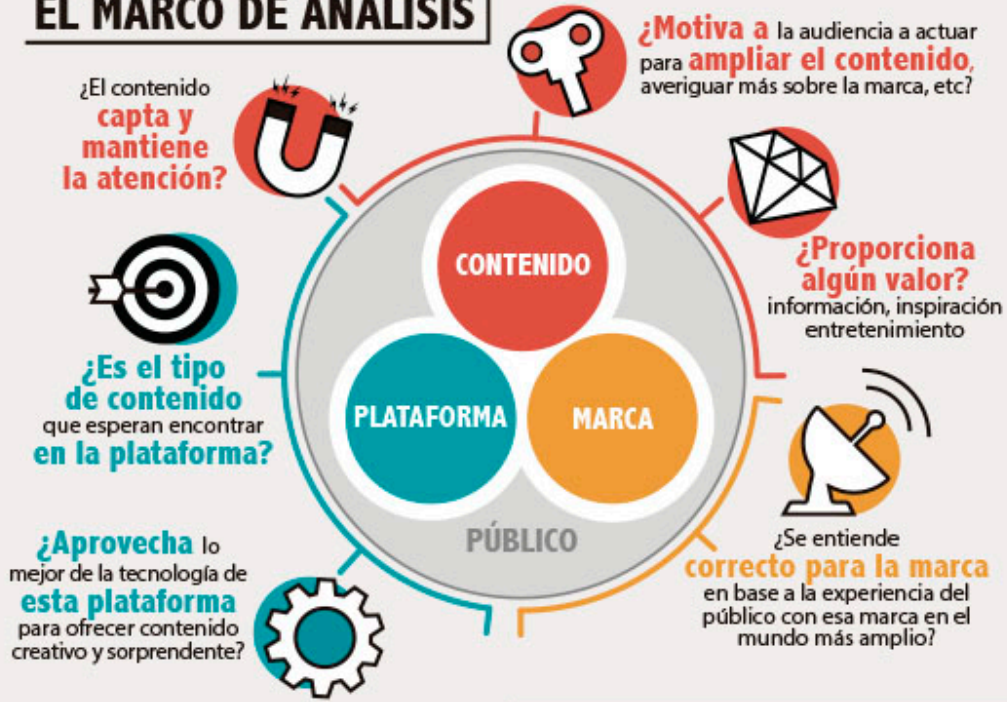 EL MARCO DE ANÁLISIS
¿El contenido
capta y
mantiene
la atención?
¿Motiva a la audiencia a actuar
para ampliar el contenido,
averiguar más sobre la marca, etc?
¿Proporciona
algún valor?
información, inspiración
entretenimiento
CONTENIDO
PLATAFORMA
MARCA
PÚBLICO
¿Es el tipo
de contenido
que esperan encontrar
en la plataforma?
¿Aprovecha lo
mejor de la tecnología de
esta plataforma
para ofrecer contenido
creativo y sorprendente?
¿Se entiende
correcto para la marca
en base a la experiencia del
público con esa marca en el
mundo más amplio?